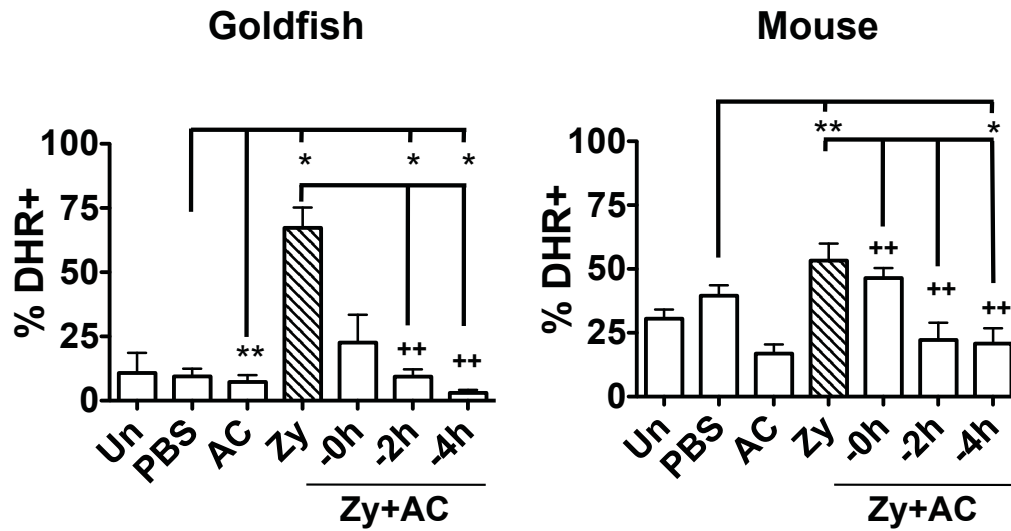 Goldfish
% DHR+
100
75
50
25
0
*
*
*
**
++
++
Un
PBS
AC
Zy
-0h
-2h
-4h
Zy+AC
Mouse
% DHR+
100
75
50
25
0
**
*
++
++
++
Un
PBS
AC
Zy
-0h
-2h
-4h
Zy+AC